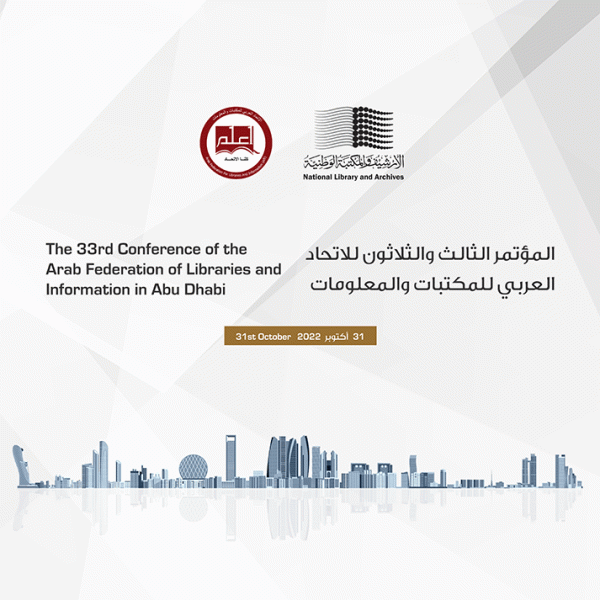 اعلم
الأرشيف والمكتبة الوطنية
National Library and Archives
The 33rd Conference of the
Arab Federation of Libraries and
Information in Abu Dhabi
المؤتمر الثالث والثلاثون للاتحاد
العربي للمكتبات والمعلومات
31st October 2022 أكتوبر 31